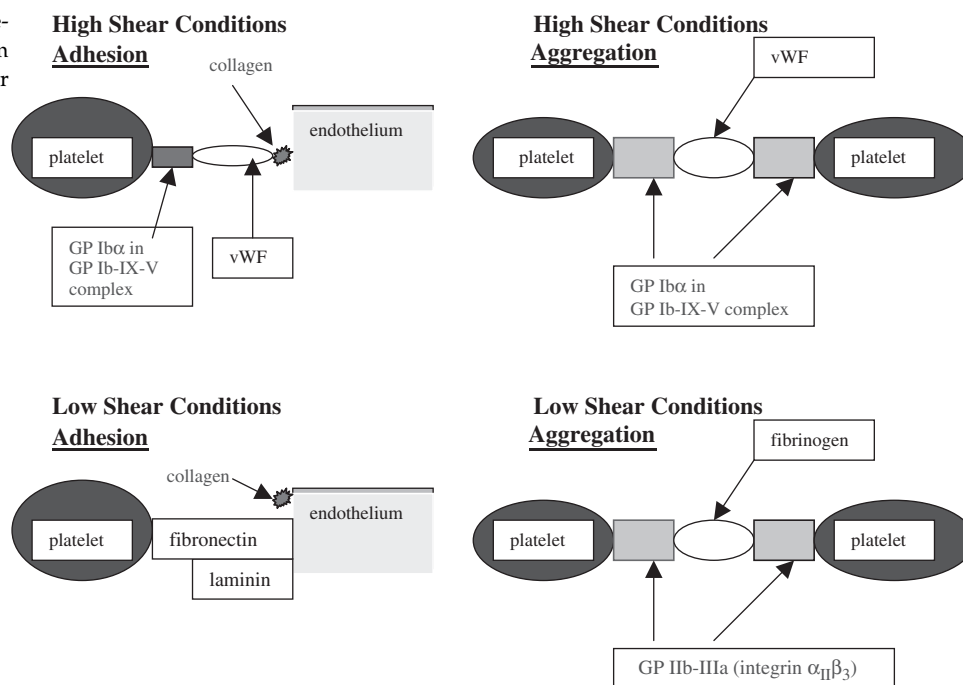 e-
n
r
High Shear Conditions
Adhesion
collagen
platelet
endothelium
GP Ibα in
GP Ib-IX-V
complex
vWF
High Shear Conditions
Aggregation
vWF
platelet
platelet
GP Ibα in
GP Ib-IX-V complex
Low Shear Conditions
Adhesion
collagen
platelet
fibronectin
laminin
endothelium
Low Shear Conditions
Aggregation
fibrinogen
platelet
platelet
GP IIb-IIIa (integrin α_IIβ_3)